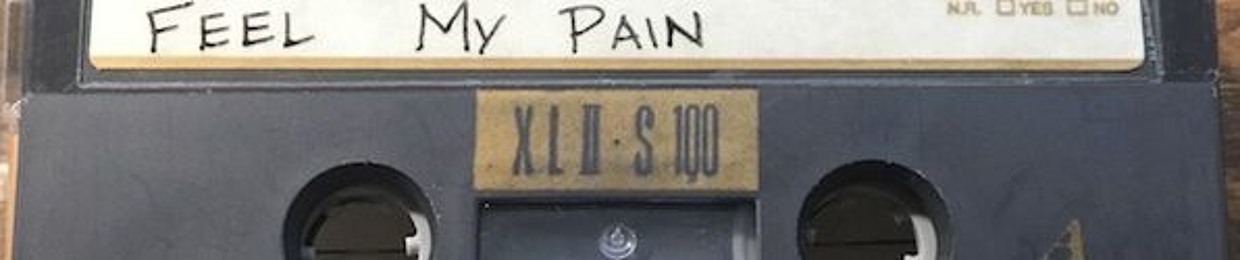 FEEL MY PAIN
N.R. YES NO
XLII·S 100
A